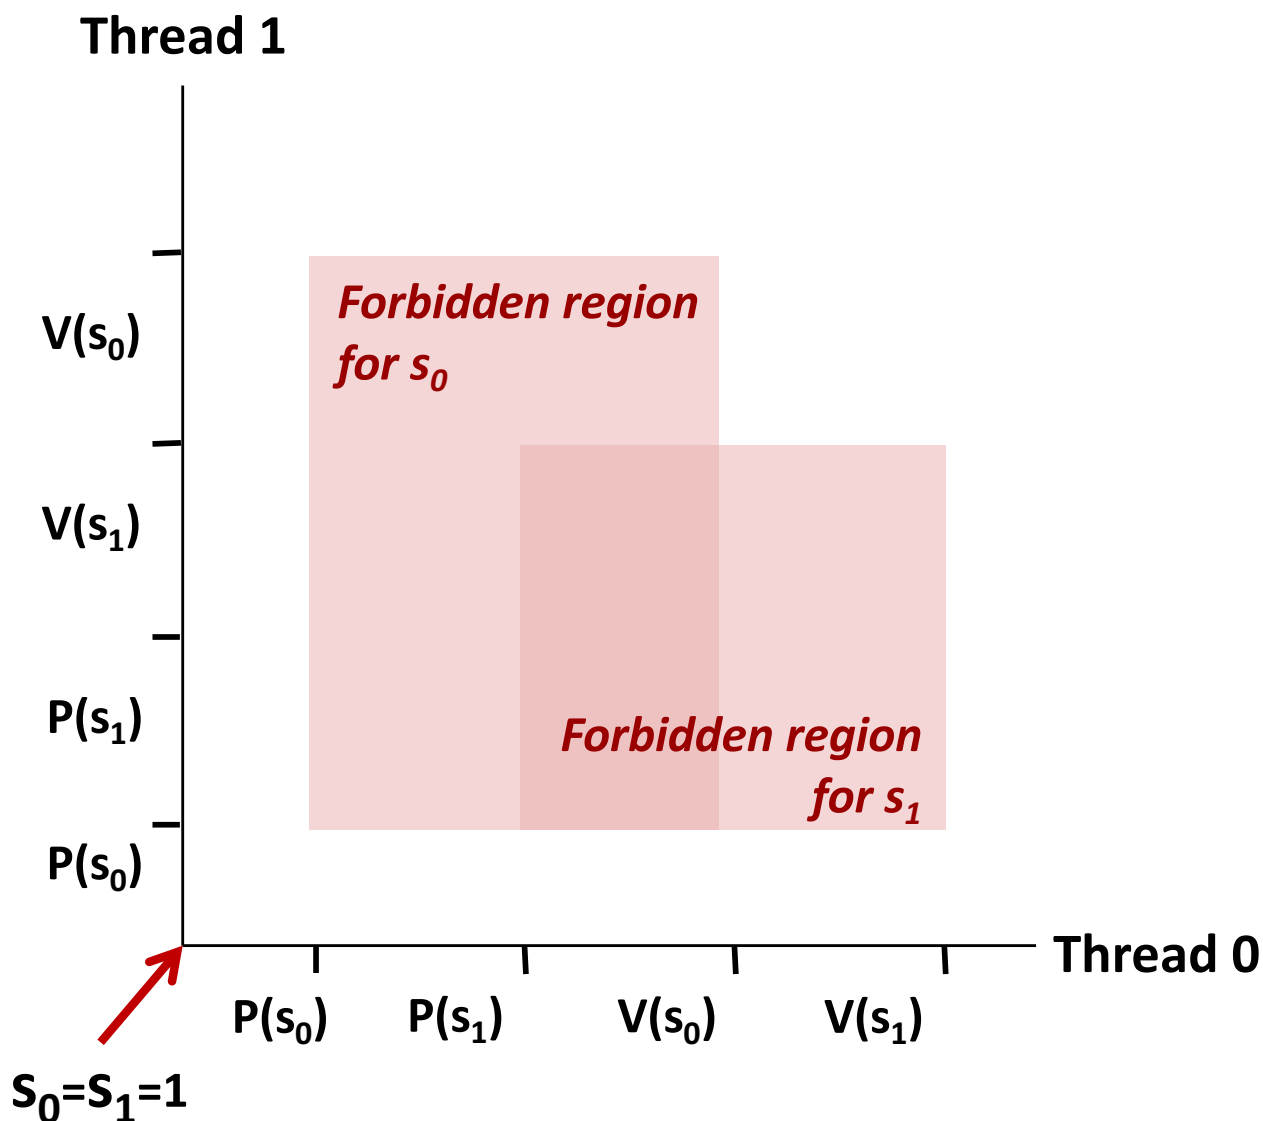 Thread 1
Forbidden region
for s₀
V(s₀)
V(s₁)
P(s₁)
Forbidden region
for s₁
P(s₀)
Thread 0
P(s₀) P(s₁) V(s₀) V(s₁)
s₀=s₁=1